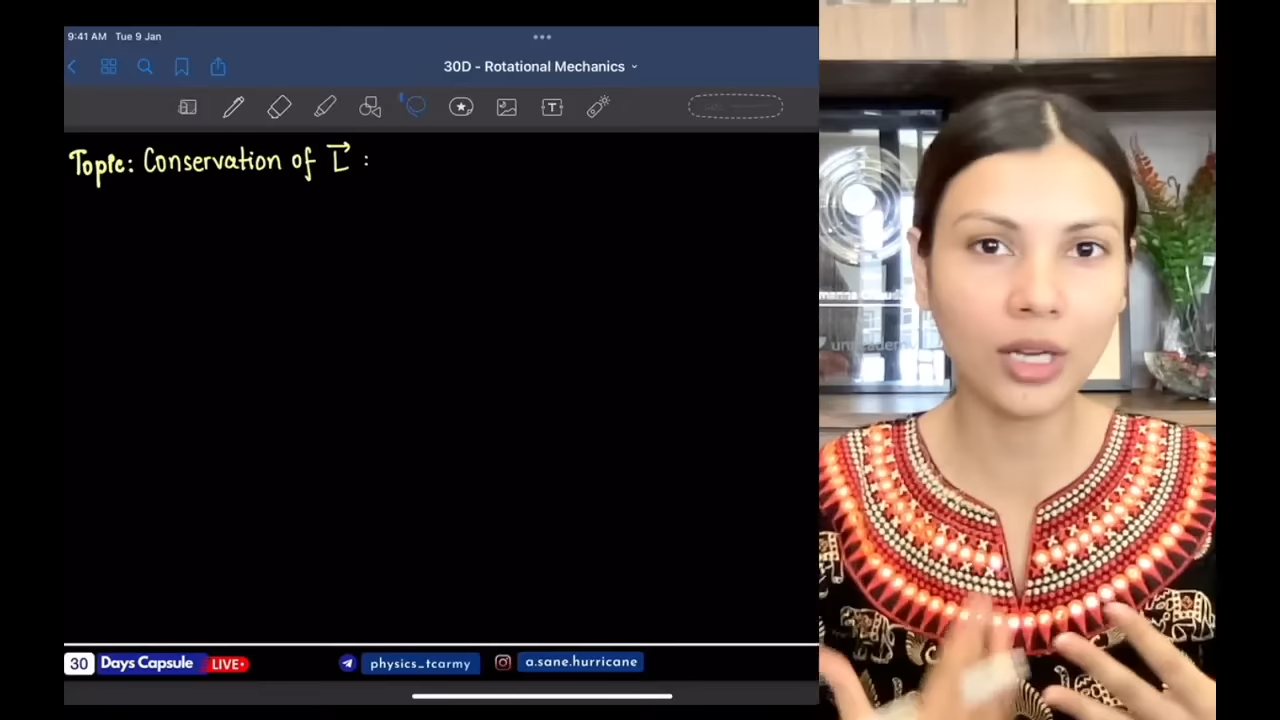 9:41 AM Tue 9 Jan
30D - Rotational Mechanics
T
Topic: Conservation of L⃗ :
30 Days Capsule LIVE
physics_tcarmy
a.sane.hurricane